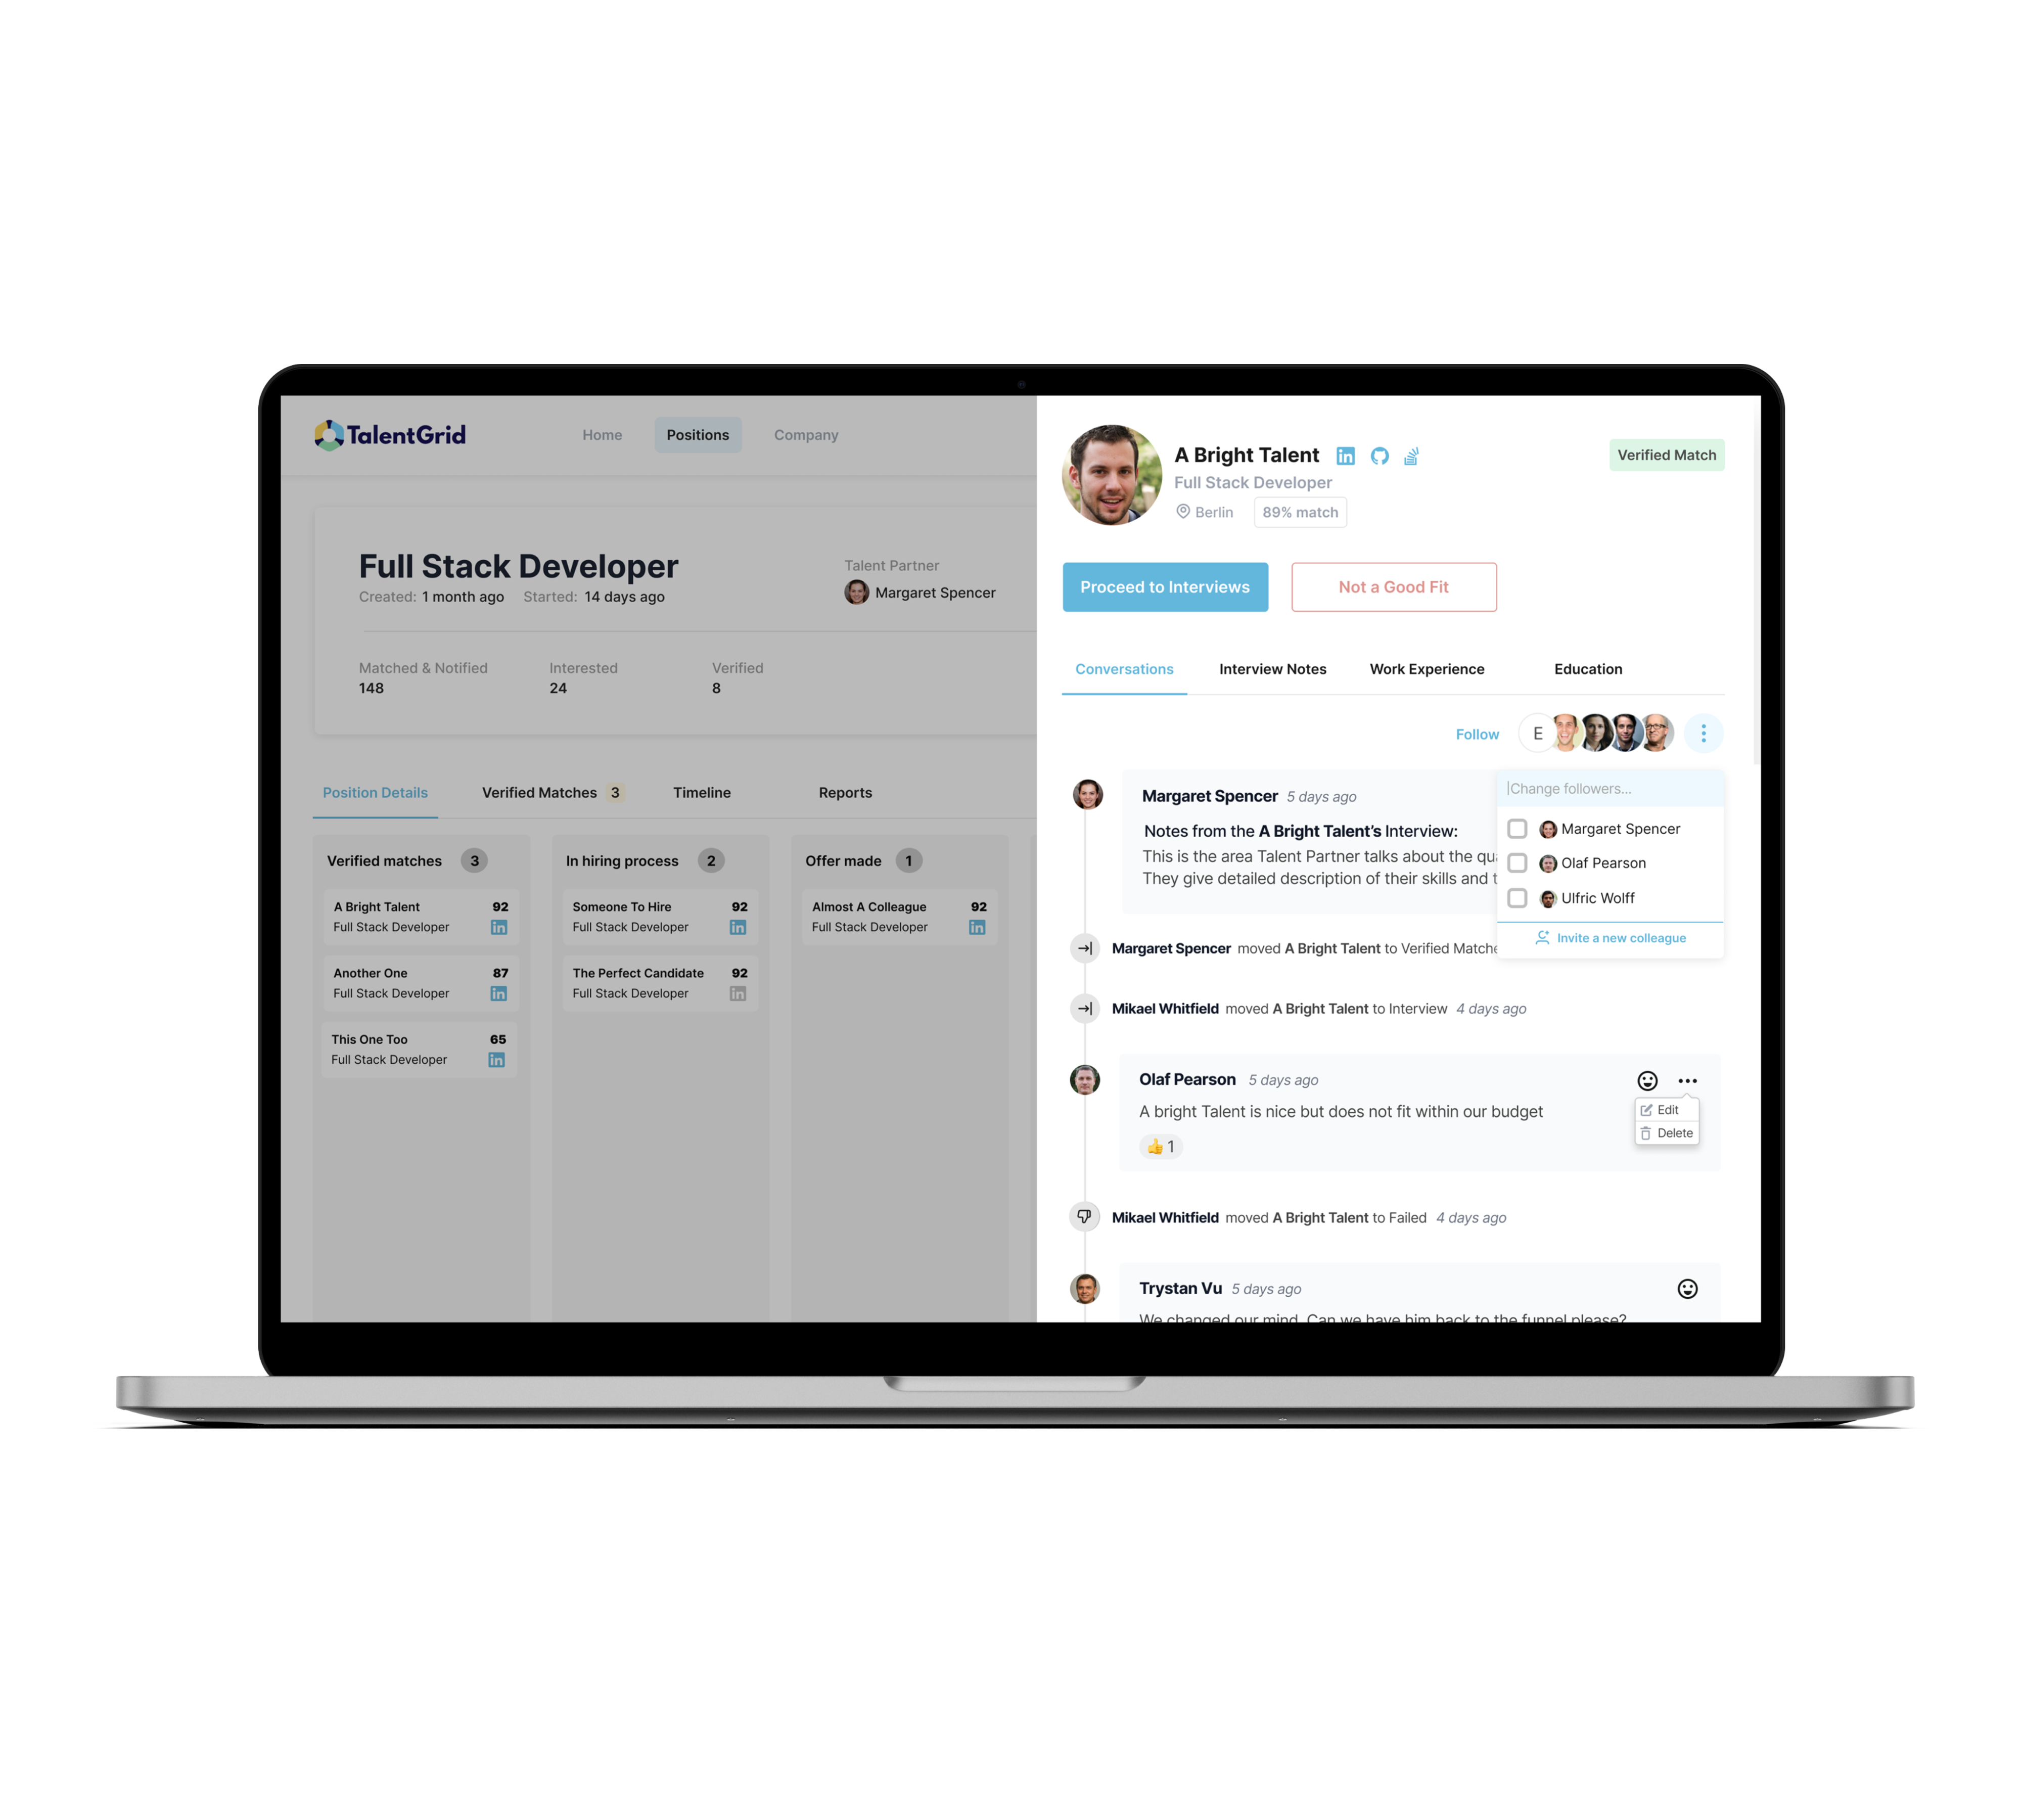 TalentGrid
Home Positions Company
Full Stack Developer
Created: 1 month ago Started: 14 days ago
Talent Partner
Margaret Spencer
Matched & Notified Interested Verified
148 24 8
Position Details Verified Matches 3 Timeline Reports
Verified matches 3
A Bright Talent 92
Full Stack Developer in
Another One 87
Full Stack Developer in
This One Too 65
Full Stack Developer in
In hiring process 2
Someone To Hire 92
Full Stack Developer in
The Perfect Candidate 92
Full Stack Developer in
Offer made 1
Almost A Colleague 92
Full Stack Developer in
A Bright Talent in
Full Stack Developer
Berlin 89% match
Verified Match
Proceed to Interviews Not a Good Fit
Conversations Interview Notes Work Experience Education
Follow E
Change followers...
Margaret Spencer
Olaf Pearson
Ulfric Wolff
Invite a new colleague
Margaret Spencer 5 days ago
Notes from the A Bright Talent's Interview:
This is the area Talent Partner talks about the
They give detailed description of their skills and
Margaret Spencer moved A Bright Talent to Verified
Mikael Whitfield moved A Bright Talent to Interview 4 days ago
Olaf Pearson 5 days ago
A bright Talent is nice but does not fit within our budget
👍 1
Edit
Delete
Mikael Whitfield moved A Bright Talent to Failed 4 days ago
Trystan Vu 5 days ago
We changed our mind. Can we have him back to the funnel please?